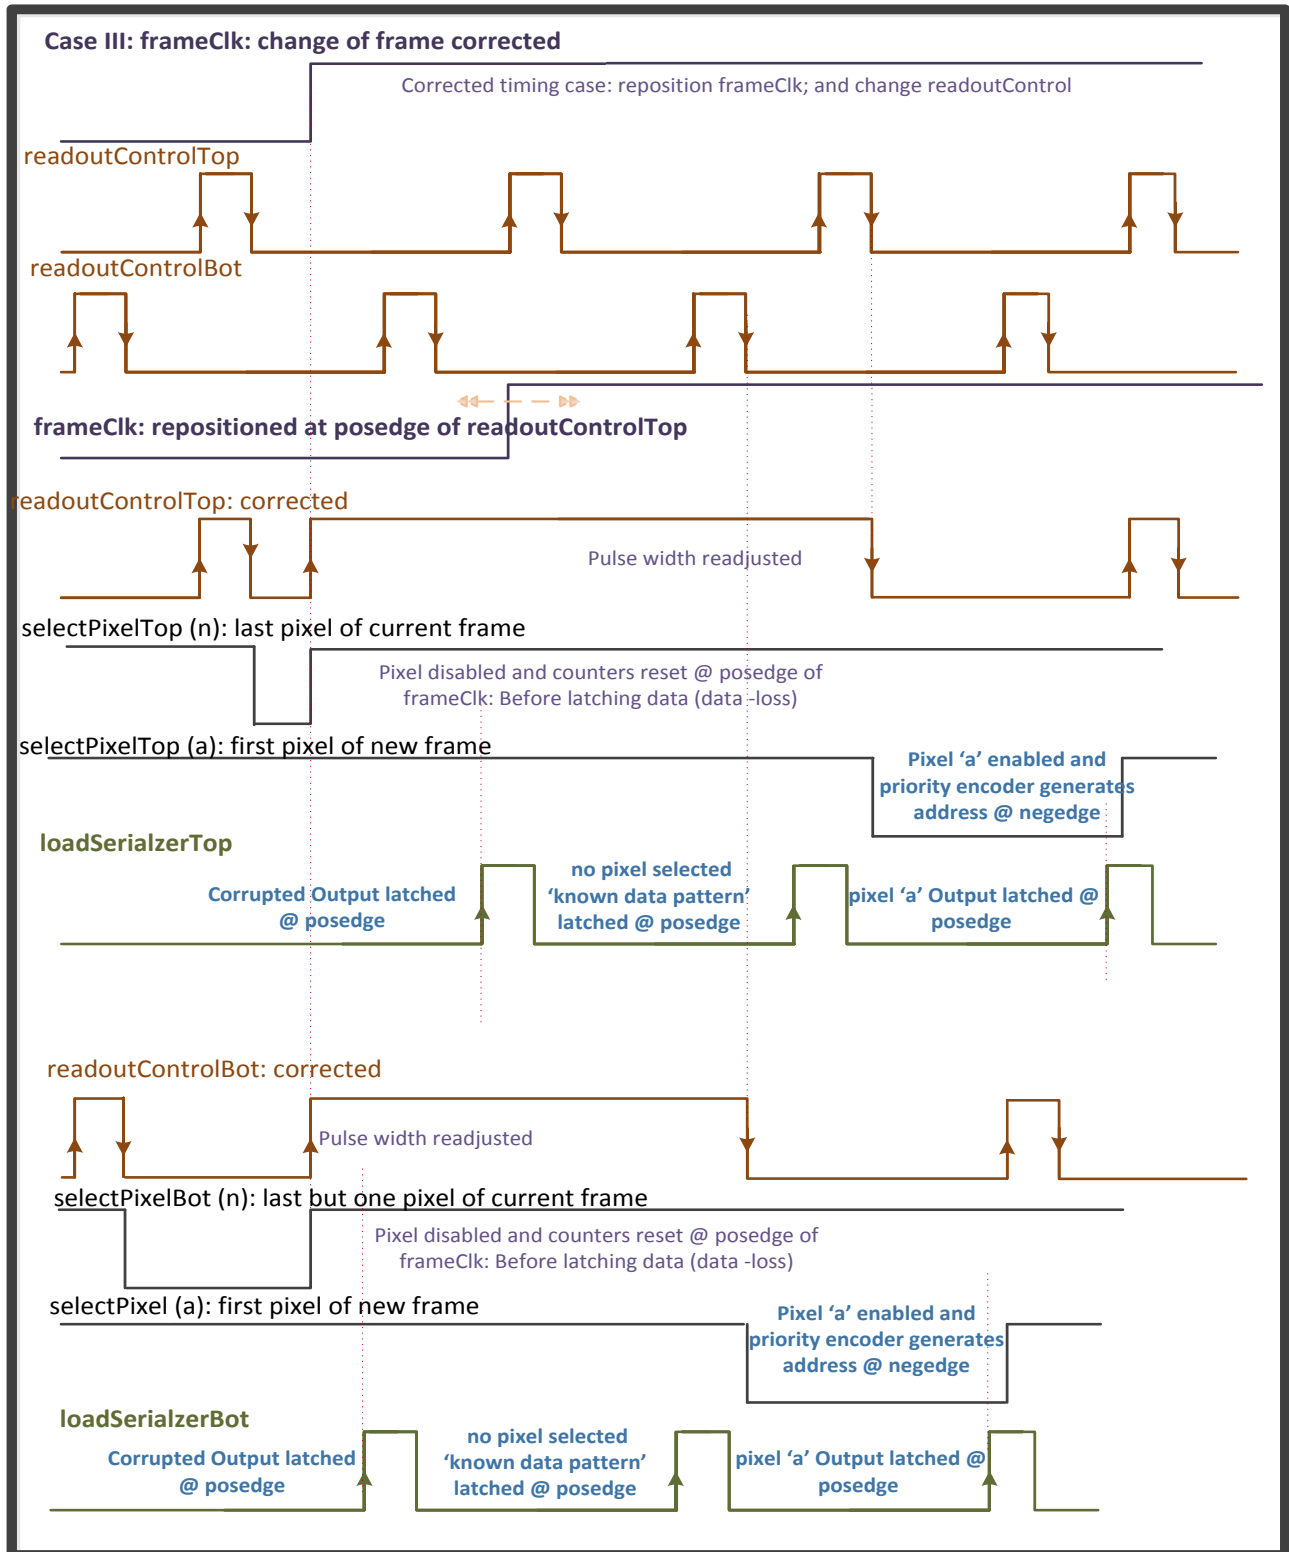 Case III: frameClk: change of frame corrected
Corrected timing case: reposition frameClk; and change readoutControl
readoutControlTop
readoutControlBot
frameClk: repositioned at posedge of readoutControlTop
readoutControlTop: corrected
Pulse width readjusted
selectPixelTop (n): last pixel of current frame
Pixel disabled and counters reset @ posedge of
frameClk: Before latching data (data -loss)
selectPixelTop (a): first pixel of new frame
Pixel ‘a’ enabled and
priority encoder generates
address @ negedge
loadSerialzerTop
Corrupted Output latched
@ posedge
no pixel selected
‘known data pattern’
latched @ posedge
pixel ‘a’ Output latched @
posedge
readoutControlBot: corrected
Pulse width readjusted
selectPixelBot (n): last but one pixel of current frame
Pixel disabled and counters reset @ posedge of
frameClk: Before latching data (data -loss)
selectPixel (a): first pixel of new frame
Pixel ‘a’ enabled and
priority encoder generates
address @ negedge
loadSerialzerBot
Corrupted Output latched
@ posedge
no pixel selected
‘known data pattern’
latched @ posedge
pixel ‘a’ Output latched @
posedge